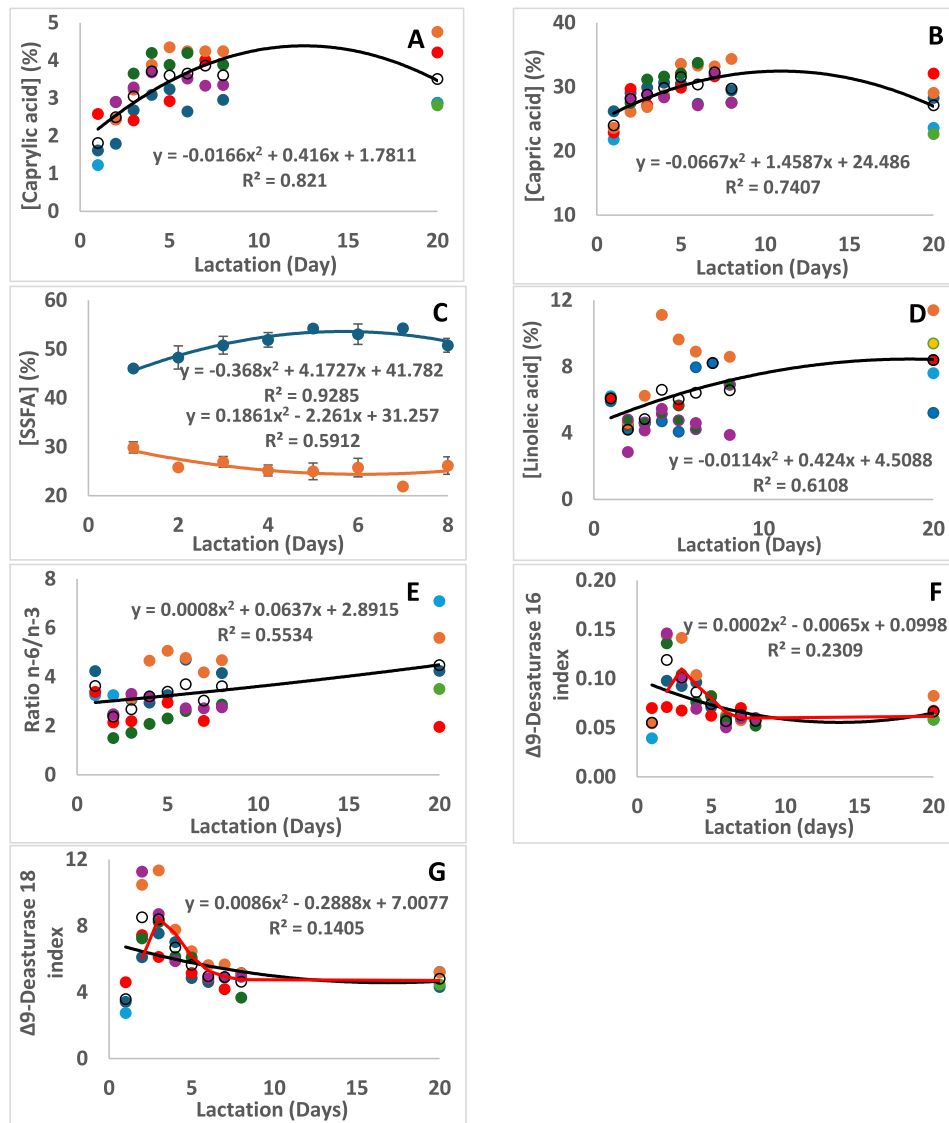 A
[Caprylic acid] (%)
5
4
3
2
1
0
y = -0.0166x² + 0.416x + 1.7811
R² = 0.821
0 5 10 15 20
Lactation (Day)
B
[Capric acid] (%)
40
30
20
10
y = -0.0667x² + 1.4587x + 24.486
R² = 0.7407
0 5 10 15 20
Lactation (Days)
C
[SSFA] (%)
60
50
40
30
20
y = -0.368x² + 4.1727x + 41.782
R² = 0.9285
y = 0.1861x² - 2.261x + 31.257
R² = 0.5912
0 2 4 6 8
Lactation (Days)
D
[Linoleic acid] (%)
12
8
4
0
y = -0.0114x² + 0.424x + 4.5088
R² = 0.6108
0 10 20
Lactation (Days)
E
Ratio n-6/n-3
8
6
4
2
0
y = 0.0008x² + 0.0637x + 2.8915
R² = 0.5534
0 5 10 15 20
Lactation (Days)
F
Δ9-Desaturase 16
index
0.20
0.15
0.10
0.05
0.00
y = 0.0002x² - 0.0065x + 0.0998
R² = 0.2309
0 5 10 15 20
Lactation (days)
G
Δ9-Deasturase 18
index
12
8
4
0
y = 0.0086x² - 0.2888x + 7.0077
R² = 0.1405
0 5 10 15 20
Lactation (Days)